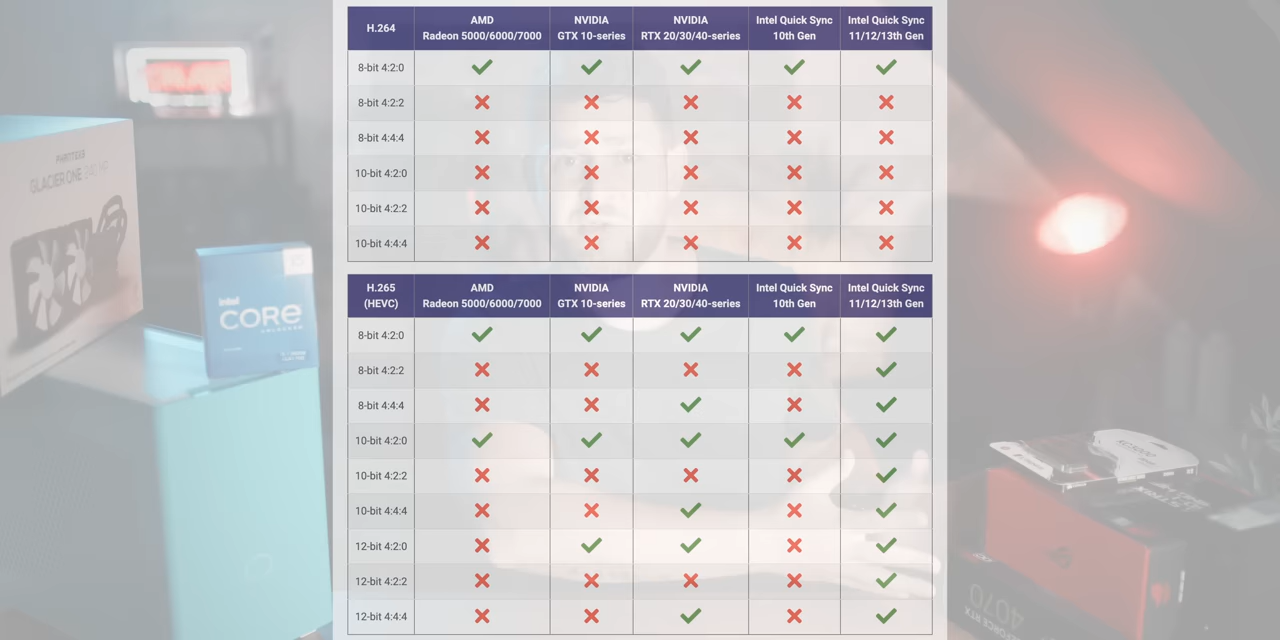 H.264 AMD Radeon 5000/6000/7000 NVIDIA GTX 10-series NVIDIA RTX 20/30/40-series Intel Quick Sync 10th Gen Intel Quick Sync 11/12/13th Gen
8-bit 4:2:0
8-bit 4:2:2
8-bit 4:4:4
10-bit 4:2:0
10-bit 4:2:2
10-bit 4:4:4
H.265 (HEVC) AMD Radeon 5000/6000/7000 NVIDIA GTX 10-series NVIDIA RTX 20/30/40-series Intel Quick Sync 10th Gen Intel Quick Sync 11/12/13th Gen
8-bit 4:2:0
8-bit 4:2:2
8-bit 4:4:4
10-bit 4:2:0
10-bit 4:2:2
10-bit 4:4:4
12-bit 4:2:0
12-bit 4:2:2
12-bit 4:4:4
PHANTEKS
GLACIER ONE 240
intel
CORE
UNLOCKED
4070
GEFORCE RTX